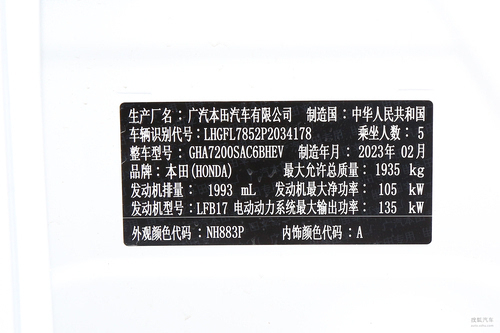 生产厂名：广汽本田汽车有限公司 制造国：中华人民共和国
车辆识别代号：LHGFL7852P2034178 乘坐人数：5
整车型号：GHA7200SAC6BHEV 制造年月：2023年02月
品牌：本田(HONDA) 最大允许总质量：1935 kg
发动机排量：1993 mL 发动机最大净功率：105 kW
发动机型号：LFB17 电动动力系统最大输出功率：135 kW
外观颜色代码：NH883P 内饰颜色代码：A
搜狐汽车